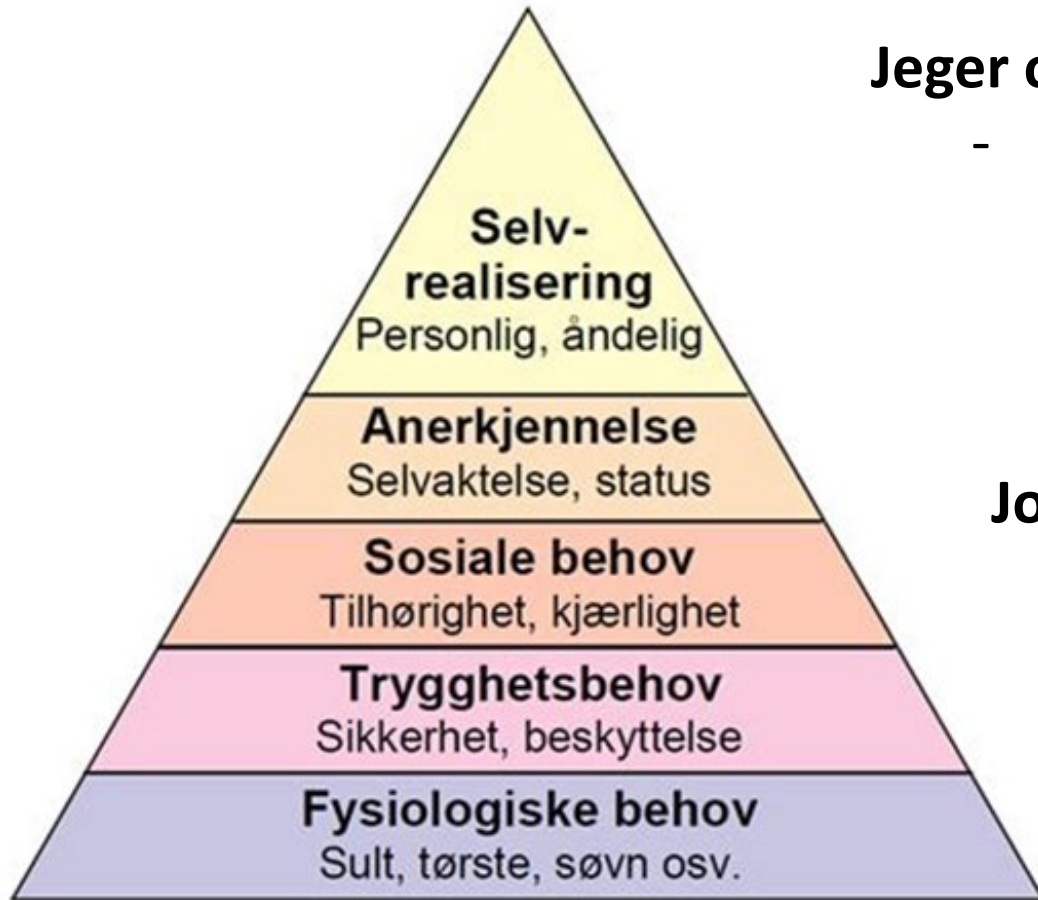 Selv-
realisering
Personlig, åndelig
Anerkjennelse
Selvaktelse, status
Sosiale behov
Tilhørighet, kjærlighet
Trygghetsbehov
Sikkerhet, beskyttelse
Fysiologiske behov
Sult, tørste, søvn osv.
Jeger
-